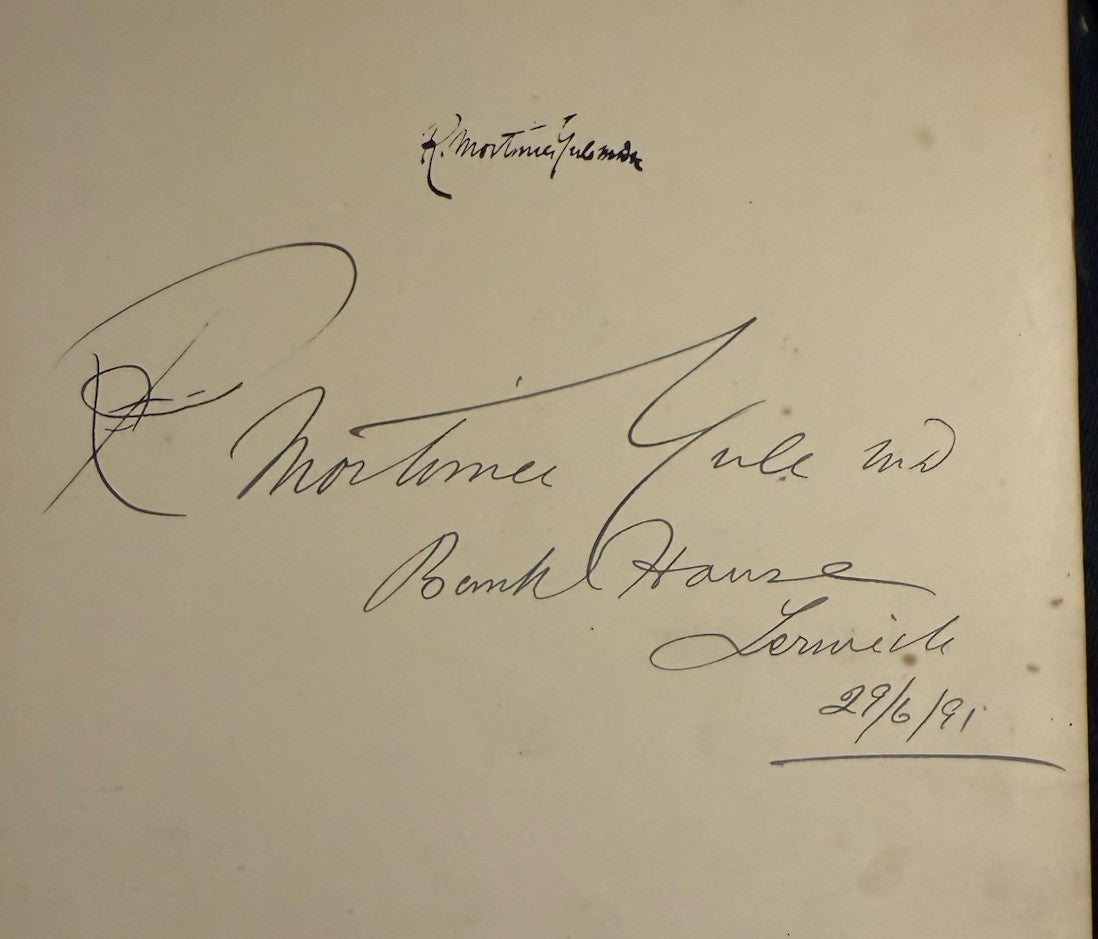 R. Mortimer Yule MD
R Mortimer Yule MD
Bank House
Lerwick
29/6/91